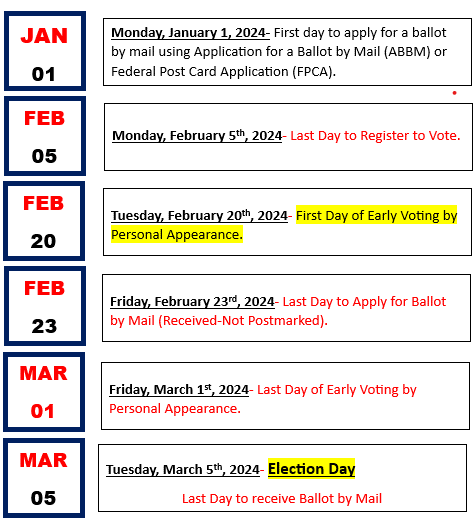 JAN
01
Monday, January 1, 2024- First day to apply for a ballot
by mail using Application for a Ballot by Mail (ABBM) or
Federal Post Card Application (FPCA).
FEB
05
Monday, February 5th, 2024- Last Day to Register to Vote.
FEB
20
Tuesday, February 20th, 2024- First Day of Early Voting by
Personal Appearance.
FEB
23
Friday, February 23rd, 2024- Last Day to Apply for Ballot
by Mail (Received-Not Postmarked).
MAR
01
Friday, March 1st, 2024- Last Day of Early Voting by
Personal Appearance.
MAR
05
Tuesday, March 5th, 2024- Election Day
Last Day to receive Ballot by Mail